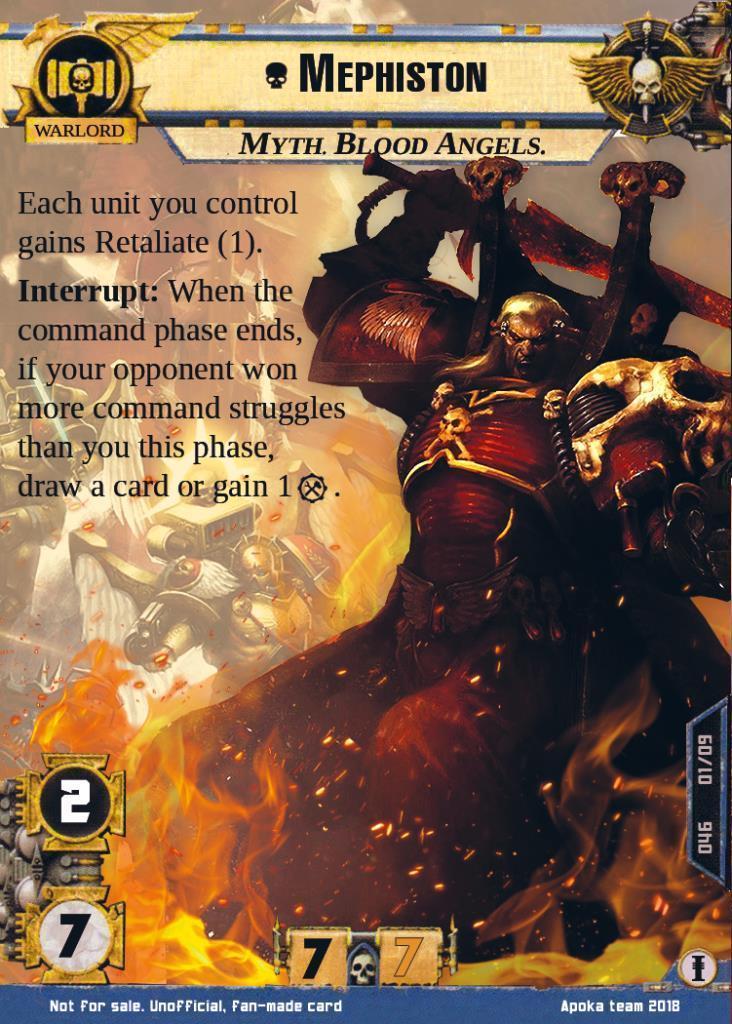 MEPHISTON
WARLORD
MYTH. BLOOD ANGELS.
Each unit you control
gains Retaliate (1).
Interrupt: When the
command phase ends,
if your opponent won
more command struggles
than you this phase,
draw a card or gain 1 .
2
7
7 7
046 01/09
I
Not for sale. Unofficial, Fan-made card
Apoka team 2018